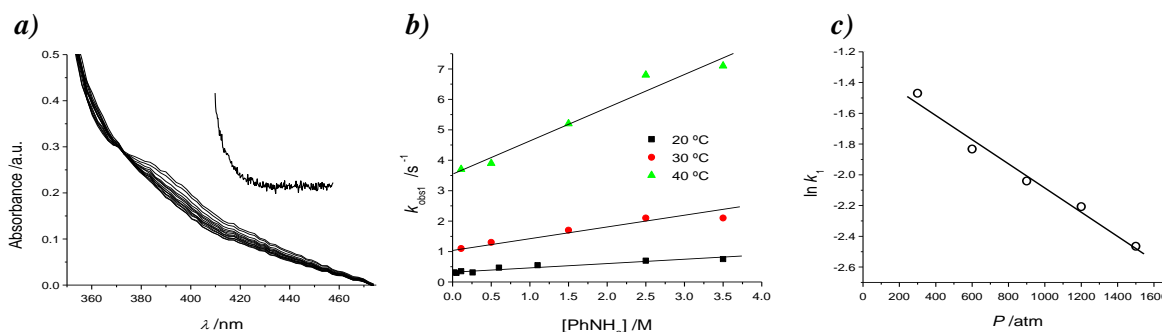 a)
0.5
0.4
0.3
0.2
0.1
0.0
Absorbance /a.u.
360 380 400 420 440 460
λ /nm
b)
7
6
5
4
3
2
1
0
k obs1 /s⁻¹
20 ºC
30 ºC
40 ºC
0.0 0.5 1.0 1.5 2.0 2.5 3.0 3.5 4.0
[PhNH₂] /M
c)
-1.2
-1.4
-1.6
-1.8
-2.0
-2.2
-2.4
-2.6
ln k₁
200 400 600 800 1000 1200 1400 1600
P /atm